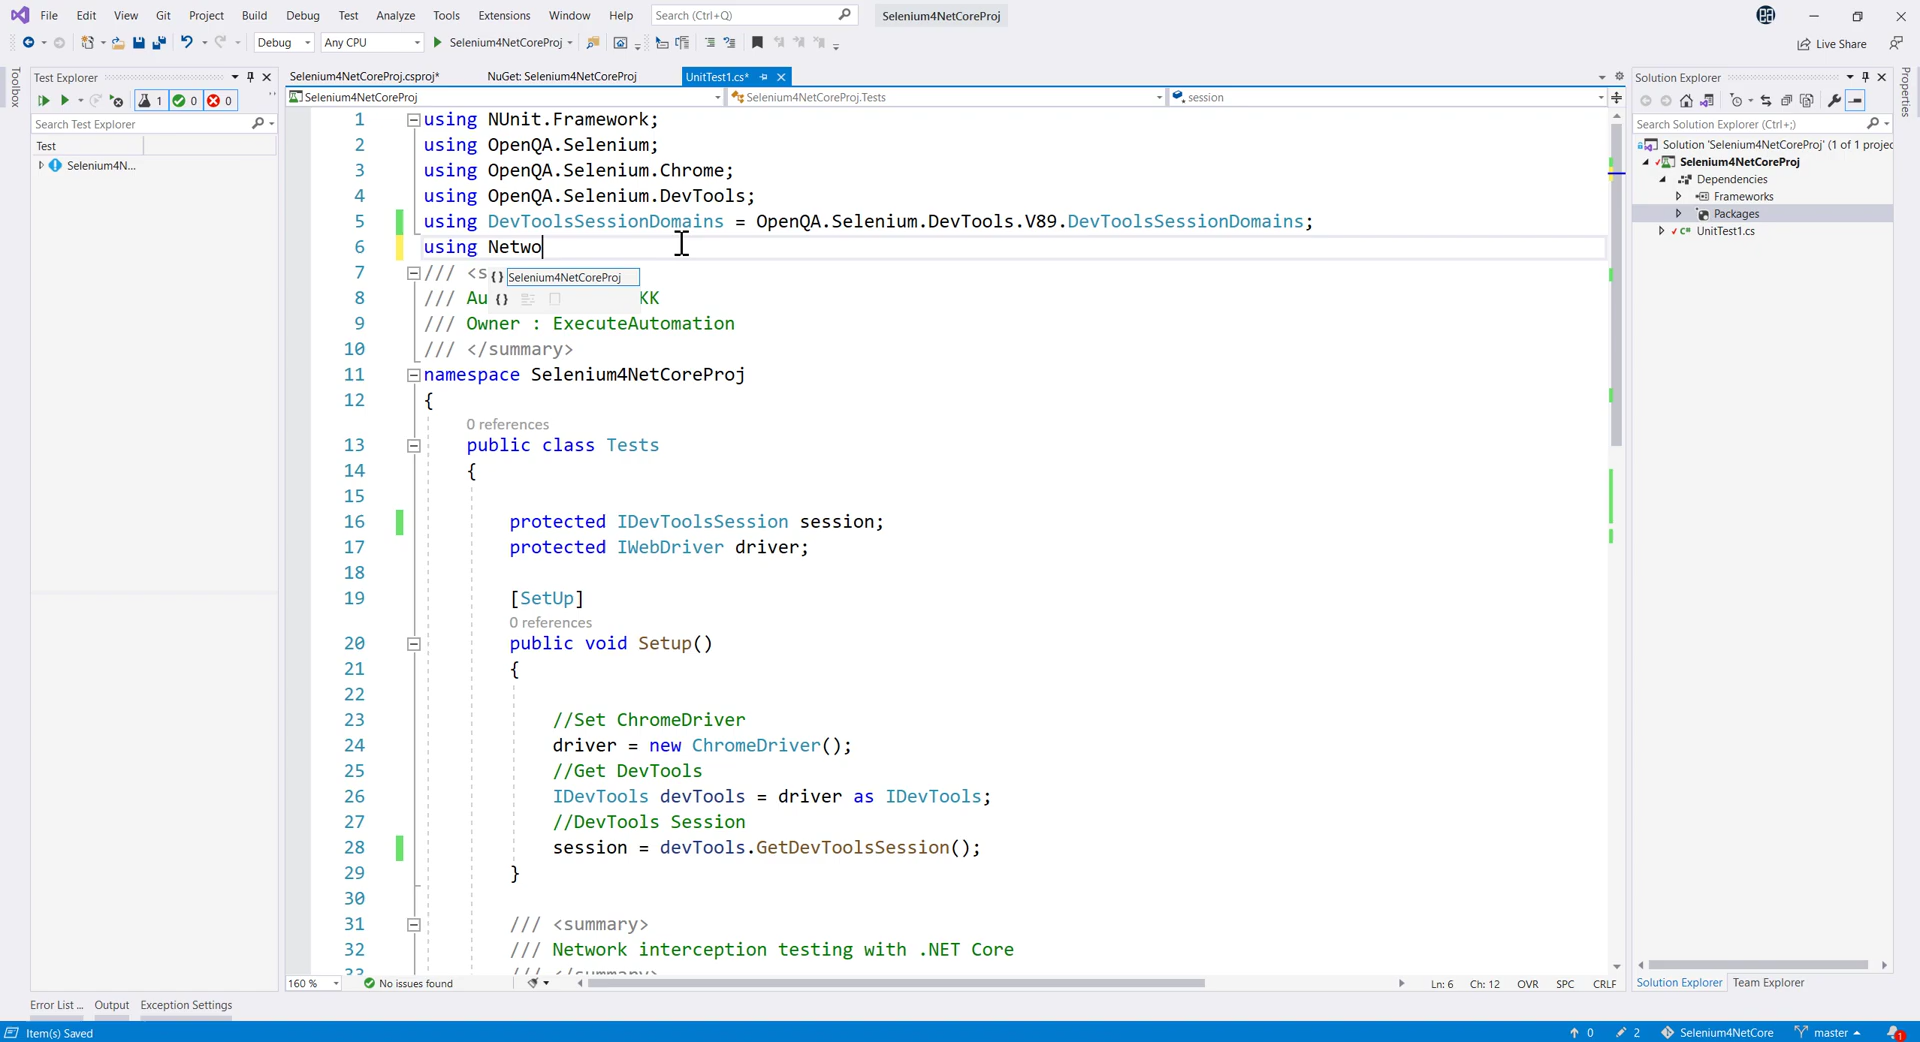 File Edit View Git Project Build Debug Test Analyze Tools Extensions Window Help Search (Ctrl+Q) Selenium4NetCoreProj
Debug Any CPU Selenium4NetCoreProj Live Share
Toolbox
Test Explorer
1 0 0
Search Test Explorer
Test
Selenium4N...
Selenium4NetCoreProj.csproj* NuGet: Selenium4NetCoreProj UnitTest1.cs*
Selenium4NetCoreProj Selenium4NetCoreProj.Tests session
1 using NUnit.Framework;
2 using OpenQA.Selenium;
3 using OpenQA.Selenium.Chrome;
4 using OpenQA.Selenium.DevTools;
5 using DevToolsSessionDomains = OpenQA.Selenium.DevTools.V89.DevToolsSessionDomains;
6 using Netwo
7 /// <s {} Selenium4NetCoreProj
8 /// Au {} KK
9 /// Owner : ExecuteAutomation
10 /// </summary>
11 namespace Selenium4NetCoreProj
12 {
0 references
13 public class Tests
14 {
15
16 protected IDevToolsSession session;
17 protected IWebDriver driver;
18
19 [SetUp]
0 references
20 public void Setup()
21 {
22
23 //Set ChromeDriver
24 driver = new ChromeDriver();
25 //Get DevTools
26 IDevTools devTools = driver as IDevTools;
27 //DevTools Session
28 session = devTools.GetDevToolsSession();
29 }
30
31 /// <summary>
32 /// Network interception testing with .NET Core
33 /// </summary>
160 % No issues found Ln: 6 Ch: 12 OVR SPC CRLF
Solution Explorer
Search Solution Explorer (Ctrl+;)
Solution 'Selenium4NetCoreProj' (1 of 1 projec
Selenium4NetCoreProj
Dependencies
Frameworks
Packages
C# UnitTest1.cs
Solution Explorer Team Explorer
Properties
Error List ... Output Exception Settings
Item(s) Saved 0 2 Selenium4NetCore master 1